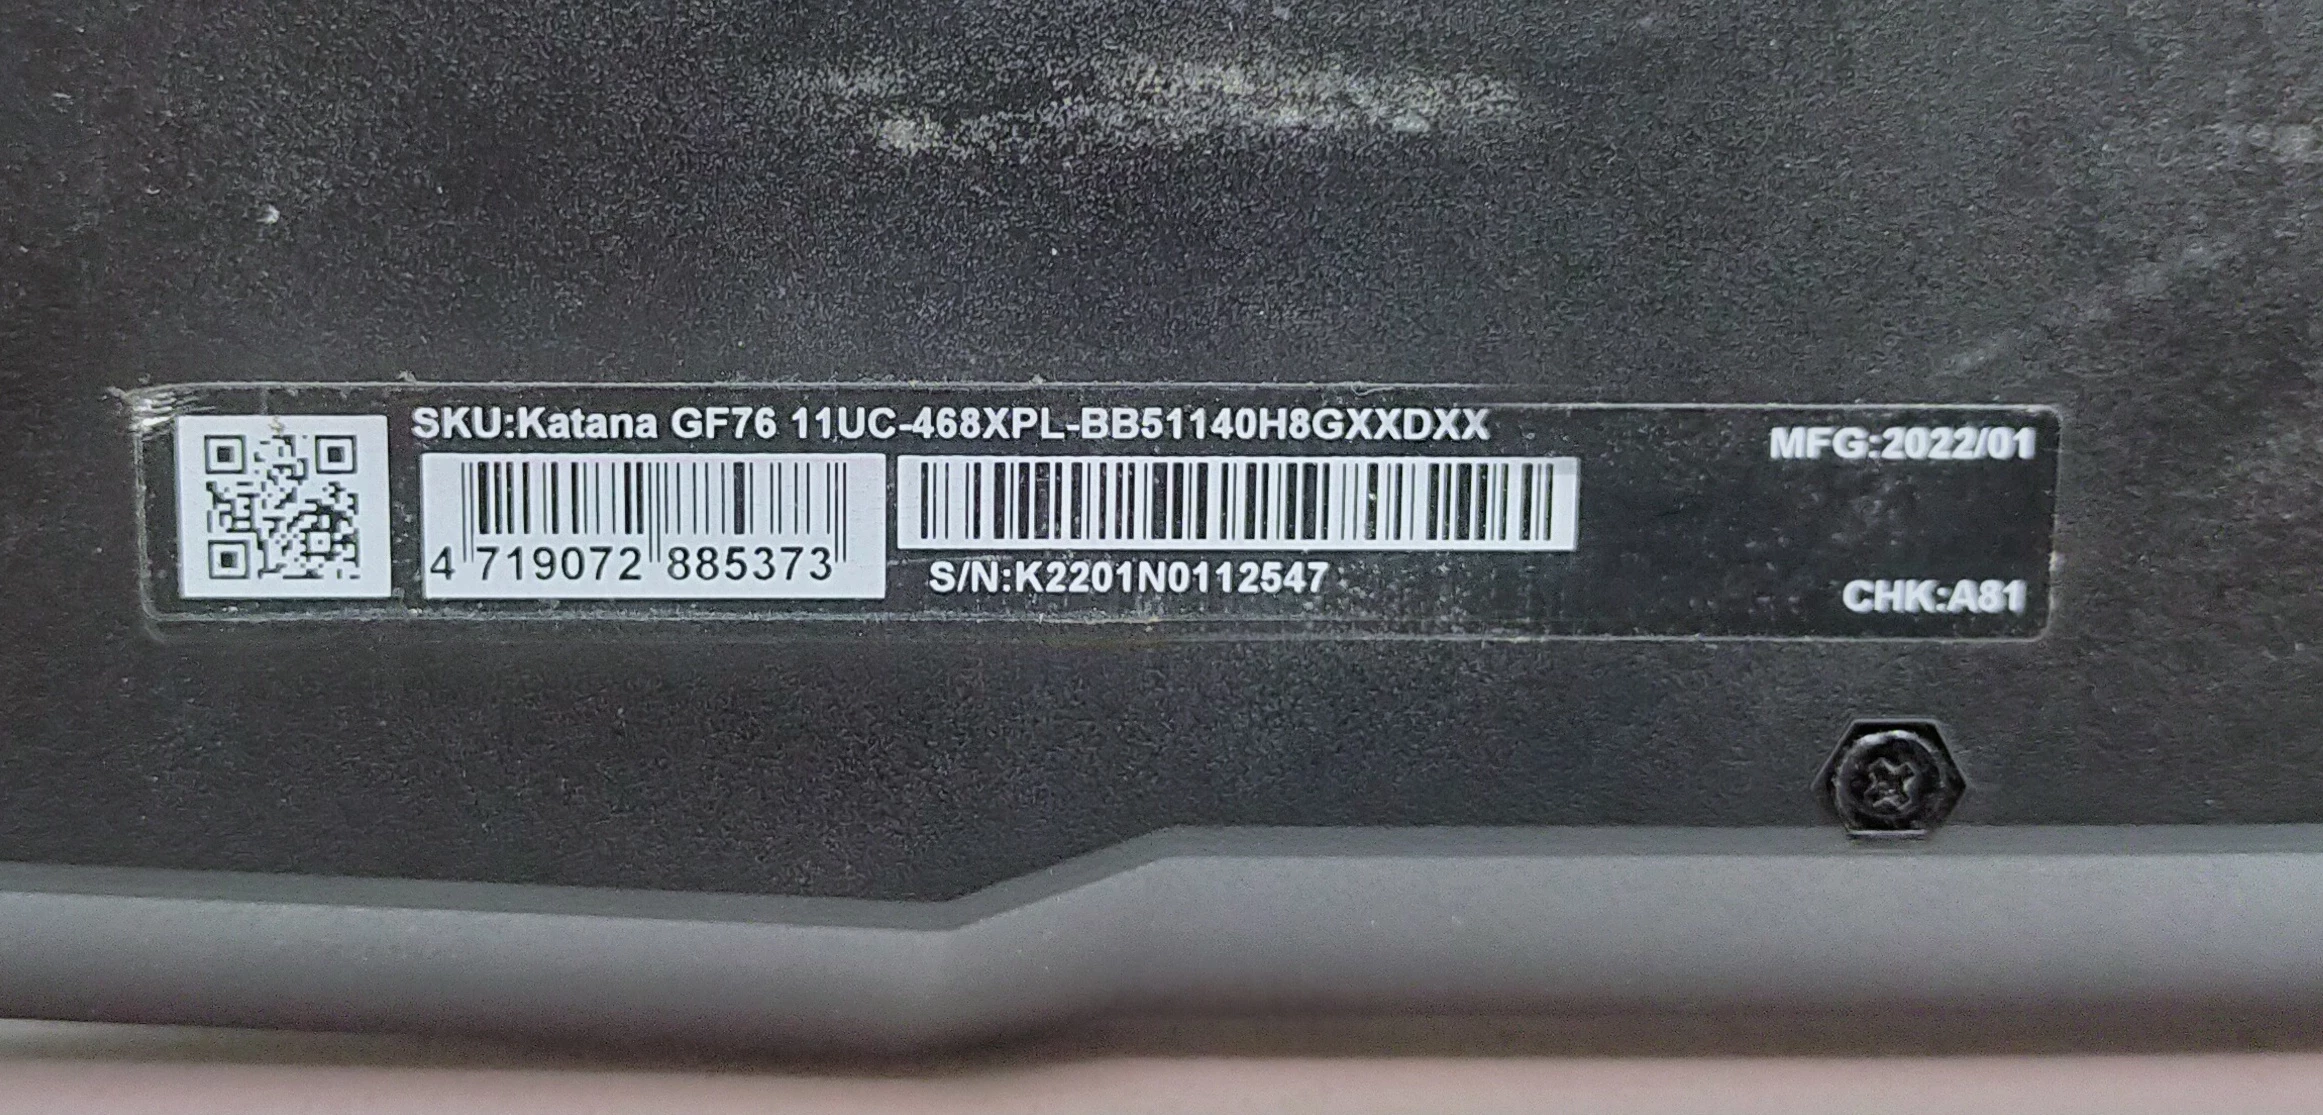 SKU:Katana GF76 11UC-468XPL-BB51140H8GXXDXX
MFG:2022/01
4 719072 885373
S/N:K2201N0112547
CHK:A81